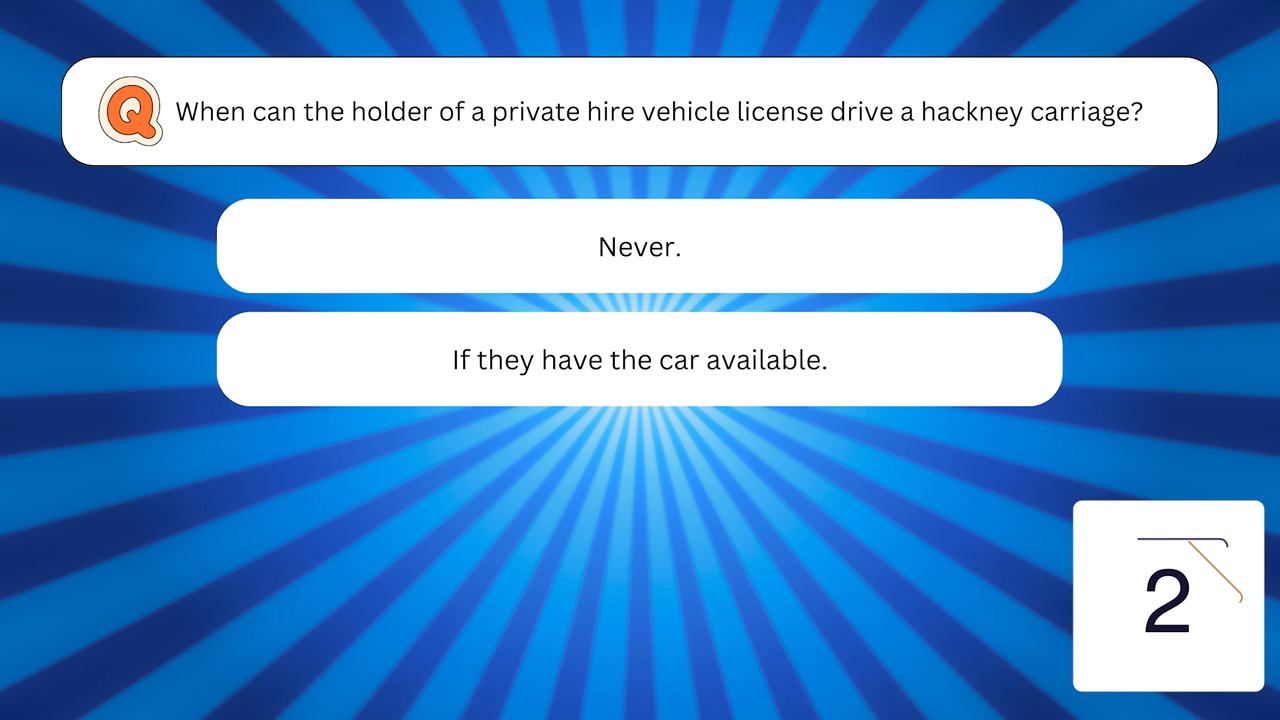 Q When can the holder of a private hire vehicle license drive a hackney carriage?
Never.
If they have the car available.
2